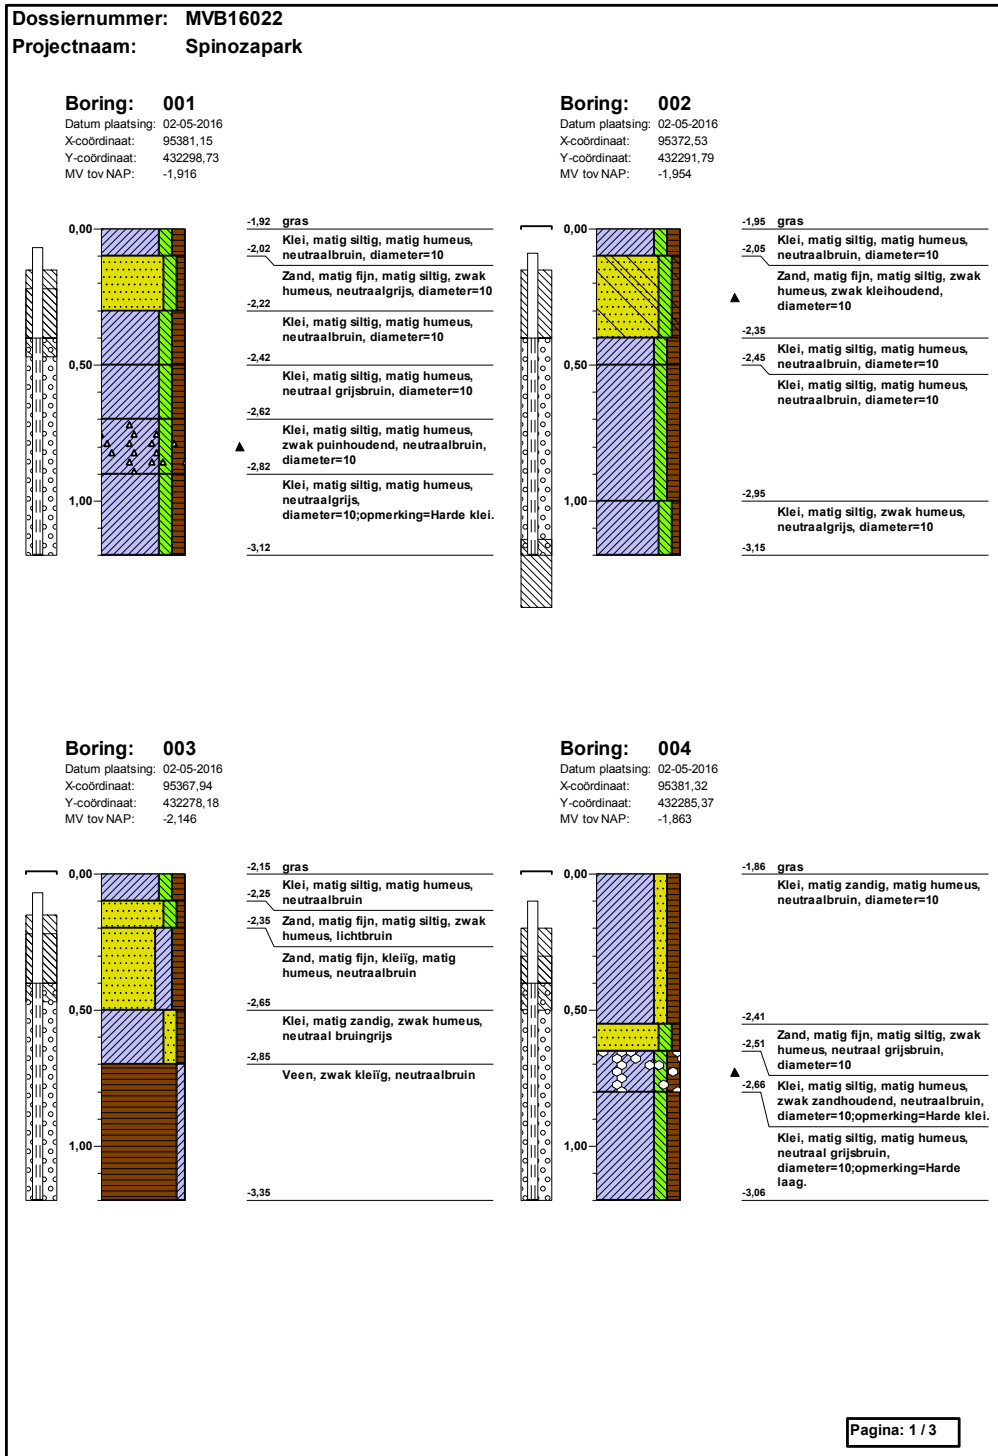 Dossiernummer: MVB16022
Projectnaam: Spinozapark
Boring: 001
Datum plaatsing: 02-05-2016
X-coördinaat: 95381,15
Y-coördinaat: 432298,73
MV tov NAP: -1,916
0,00
0,50
1,00
-1,92 gras
Klei, matig siltig, matig humeus,
neutraalbruin, diameter=10
-2,02
Zand, matig fijn, matig siltig, zwak
humeus, neutraalgrijs, diameter=10
-2,22
Klei, matig siltig, matig humeus,
neutraalbruin, diameter=10
-2,42
Klei, matig siltig, matig humeus,
neutraal grijsbruin, diameter=10
-2,62
Klei, matig siltig, matig humeus,
zwak puinhoudend, neutraalbruin,
diameter=10
-2,82
Klei, matig siltig, matig humeus,
neutraalgrijs,
diameter=10;opmerking=Harde klei.
-3,12
Boring: 002
Datum plaatsing: 02-05-2016
X-coördinaat: 95372,53
Y-coördinaat: 432291,79
MV tov NAP: -1,954
0,00
0,50
1,00
-1,95 gras
Klei, matig siltig, matig humeus,
neutraalbruin, diameter=10
-2,05
Zand, matig fijn, matig siltig, zwak
humeus, zwak kleihoudend,
diameter=10
-2,35
Klei, matig siltig, matig humeus,
neutraalbruin, diameter=10
-2,45
Klei, matig siltig, matig humeus,
neutraalbruin, diameter=10
-2,95
Klei, matig siltig, zwak humeus,
neutraalgrijs, diameter=10
-3,15
Boring: 003
Datum plaatsing: 02-05-2016
X-coördinaat: 95367,94
Y-coördinaat: 432278,18
MV tov NAP: -2,146
0,00
0,50
1,00
-2,15 gras
Klei, matig siltig, matig humeus,
neutraalbruin
-2,25
-2,35 Zand, matig fijn, matig siltig, zwak
humeus, lichtbruin
Zand, matig fijn, kleiïg, matig
humeus, neutraalbruin
-2,65
Klei, matig zandig, zwak humeus,
neutraal bruingrijs
-2,85
Veen, zwak kleiïg, neutraalbruin
-3,35
Boring: 004
Datum plaatsing: 02-05-2016
X-coördinaat: 95381,32
Y-coördinaat: 432285,37
MV tov NAP: -1,863
0,00
0,50
1,00
-1,86 gras
Klei, matig zandig, matig humeus,
neutraalbruin, diameter=10
-2,41
Zand, matig fijn, matig siltig, zwak
humeus, neutraal grijsbruin,
diameter=10
-2,51
-2,66 Klei, matig siltig, matig humeus,
zwak zandhoudend, neutraalbruin,
diameter=10;opmerking=Harde klei.
Klei, matig siltig, matig humeus,
neutraal grijsbruin,
diameter=10;opmerking=Harde
laag.
-3,06
Pagina: 1 / 3